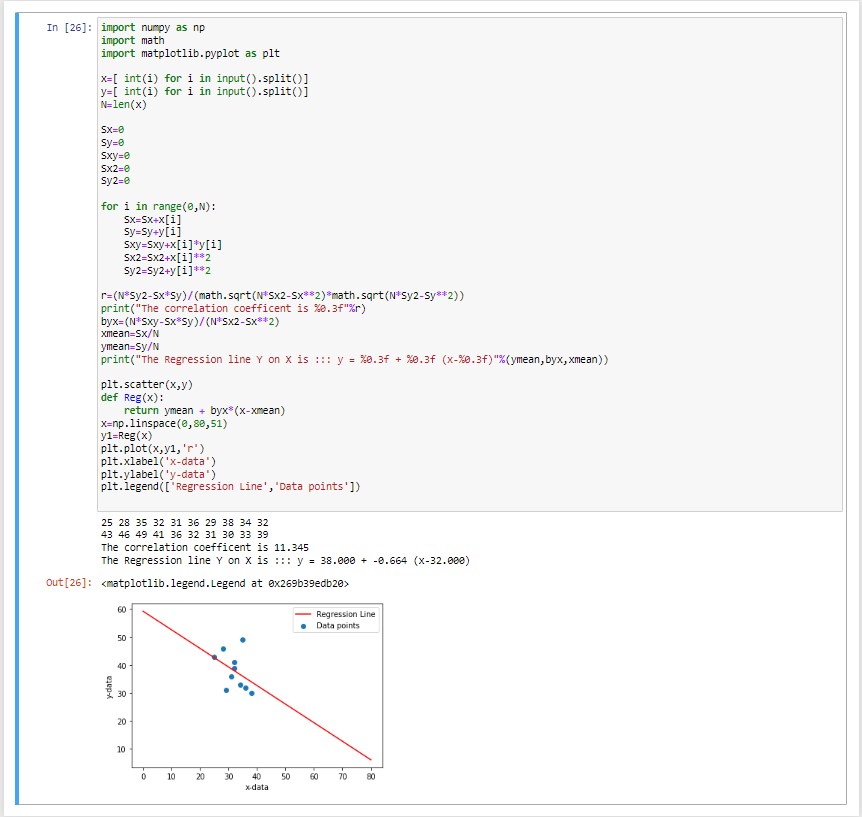 In [26]: import numpy as np
import math
import matplotlib.pyplot as plt
x=[ int(i) for i in input().split()]
y=[ int(i) for i in input().split()]
N=len(x)
Sx=0
Sy=0
Sxy=0
Sx2=0
Sy2=0
for i in range(0,N):
    Sx=Sx+x[i]
    Sy=Sy+y[i]
    Sxy=Sxy+x[i]*y[i]
    Sx2=Sx2+x[i]**2
    Sy2=Sy2+y[i]**2
r=(N*Sy2-Sx*Sy)/(math.sqrt(N*Sx2-Sx**2)*math.sqrt(N*Sy2-Sy**2))
print("The correlation coefficent is %0.3f"%r)
byx=(N*Sxy-Sx*Sy)/(N*Sx2-Sx**2)
xmean=Sx/N
ymean=Sy/N
print("The Regression line Y on X is ::: y = %0.3f + %0.3f (x-%0.3f)"%(ymean,byx,xmean))
plt.scatter(x,y)
def Reg(x):
    return ymean + byx*(x-xmean)
x=np.linspace(0,80,51)
y1=Reg(x)
plt.plot(x,y1,'r')
plt.xlabel('x-data')
plt.ylabel('y-data')
plt.legend(['Regression Line','Data points'])
25 28 35 32 31 36 29 38 34 32
43 46 49 41 36 32 31 30 33 39
The correlation coefficent is 11.345
The Regression line Y on X is ::: y = 38.000 + -0.664 (x-32.000)
Out[26]: <matplotlib.legend.Legend at 0x269b39edb20>
Regression Line
Data points
60
50
40
30
20
10
y-data
0 10 20 30 40 50 60 70 80
x-data